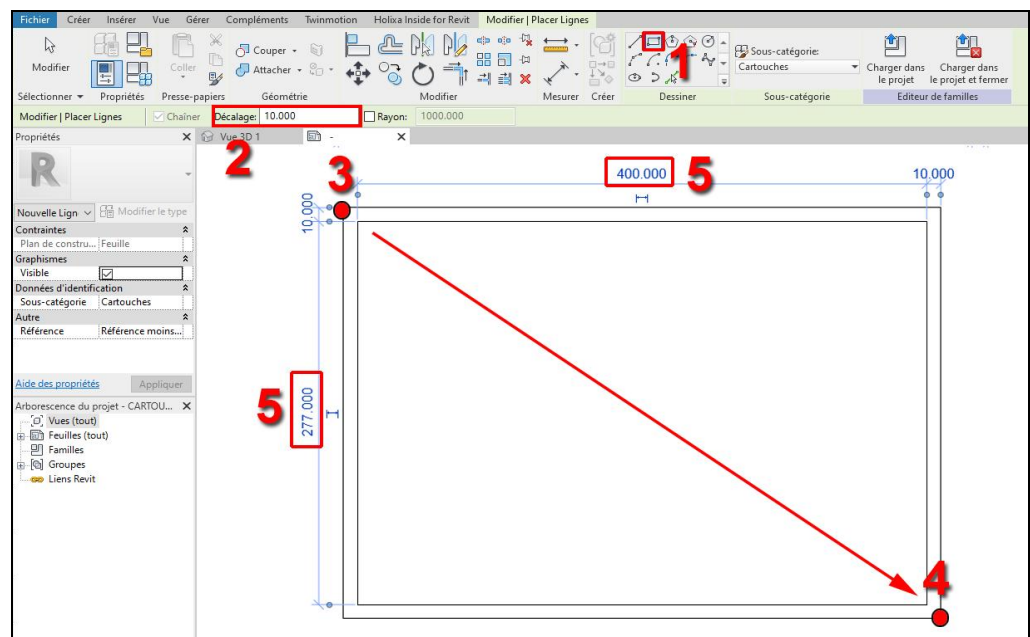 Fichier Créer Insérer Vue Gérer Compléments Twinmotion Holixa Inside for Revit Modifier | Placer Lignes
Modifier
Coller
Couper
Attacher
1
Sous-catégorie:
Cartouches
Charger dans le projet
Charger dans le projet et fermer
Sélectionner Propriétés Presse-papiers Géométrie Modifier Mesurer Créer Dessiner Sous-catégorie Editeur de familles
Modifier | Placer Lignes Chaîner Décalage: 10.000 Rayon: 1000.000
Propriétés X Vue 3D 1 - X
2
3
400.000
5
10.000
R
Nouvelle Lign Modifier le type
10.000
Contraintes
Plan de constru... Feuille
Graphismes
Visible
Données d'identification
Sous-catégorie Cartouches
Autre
Référence Référence moins...
Aide des propriétés Appliquer
5
277.000
Arborescence du projet - CARTOU... X
Vues (tout)
Feuilles (tout)
Familles
Groupes
Liens Revit
4